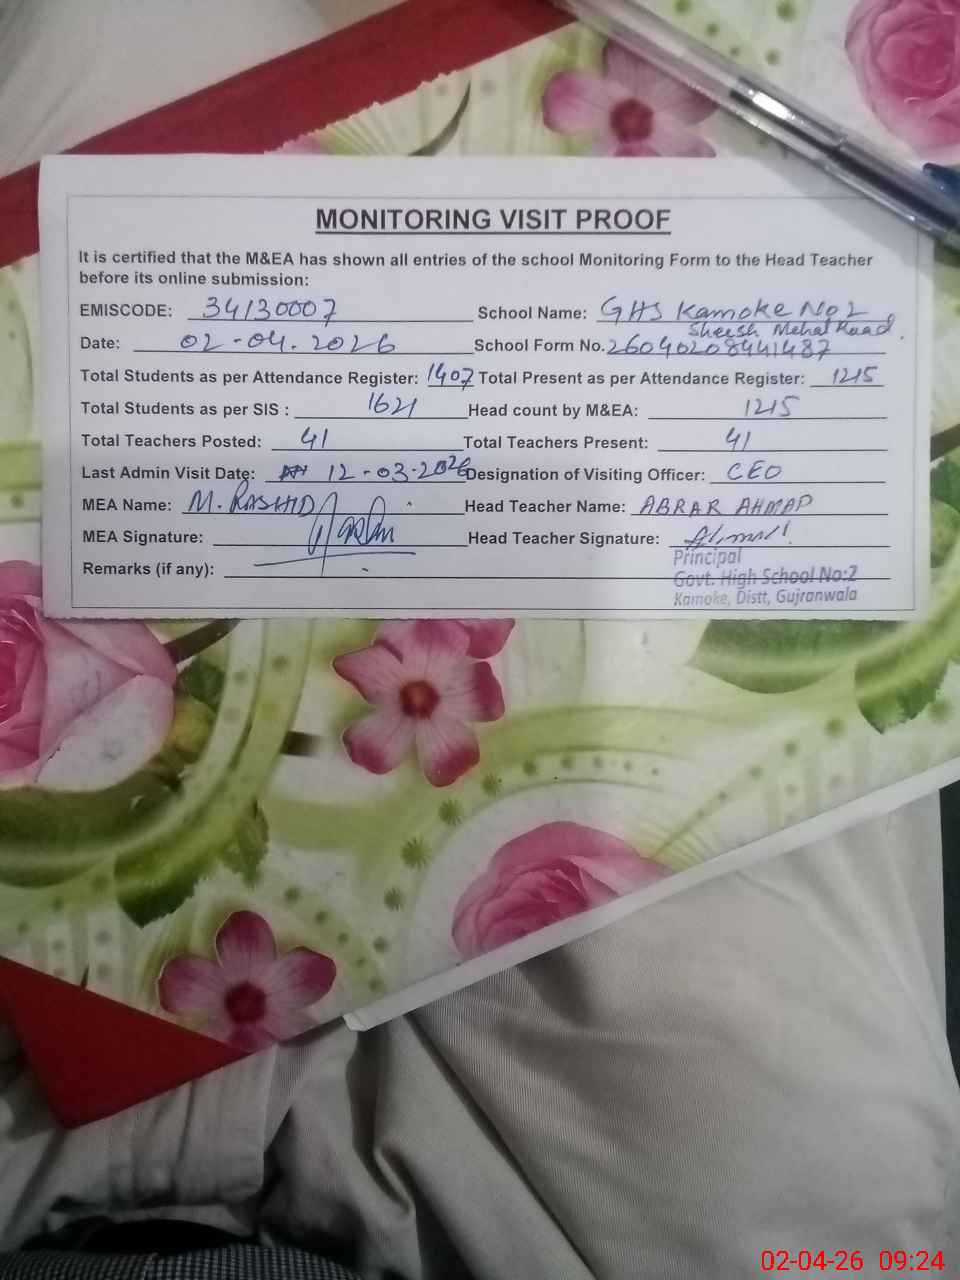 MONITORING VISIT PROOF
It is certified that the M&EA has shown all entries of the school Monitoring Form to the Head Teacher
before its online submission:
EMISCODE: 34130007 School Name: GHS Kamoke No 2
Sheesh Mehal Road.
Date: 02-04.2026 School Form No. 26040208441487
Total Students as per Attendance Register: 1407 Total Present as per Attendance Register: 1215
Total Students as per SIS : 1621 Head count by M&EA: 1215
Total Teachers Posted: 41 Total Teachers Present: 41
Last Admin Visit Date: 12-03-2026 Designation of Visiting Officer: CEO
MEA Name: M. RASHID Head Teacher Name: ABRAR AHMAD
MEA Signature: Head Teacher Signature:
Remarks (if any):
Principal
Govt. High School No:2
Kamoke, Distt, Gujranwala
02-04-26 09:24